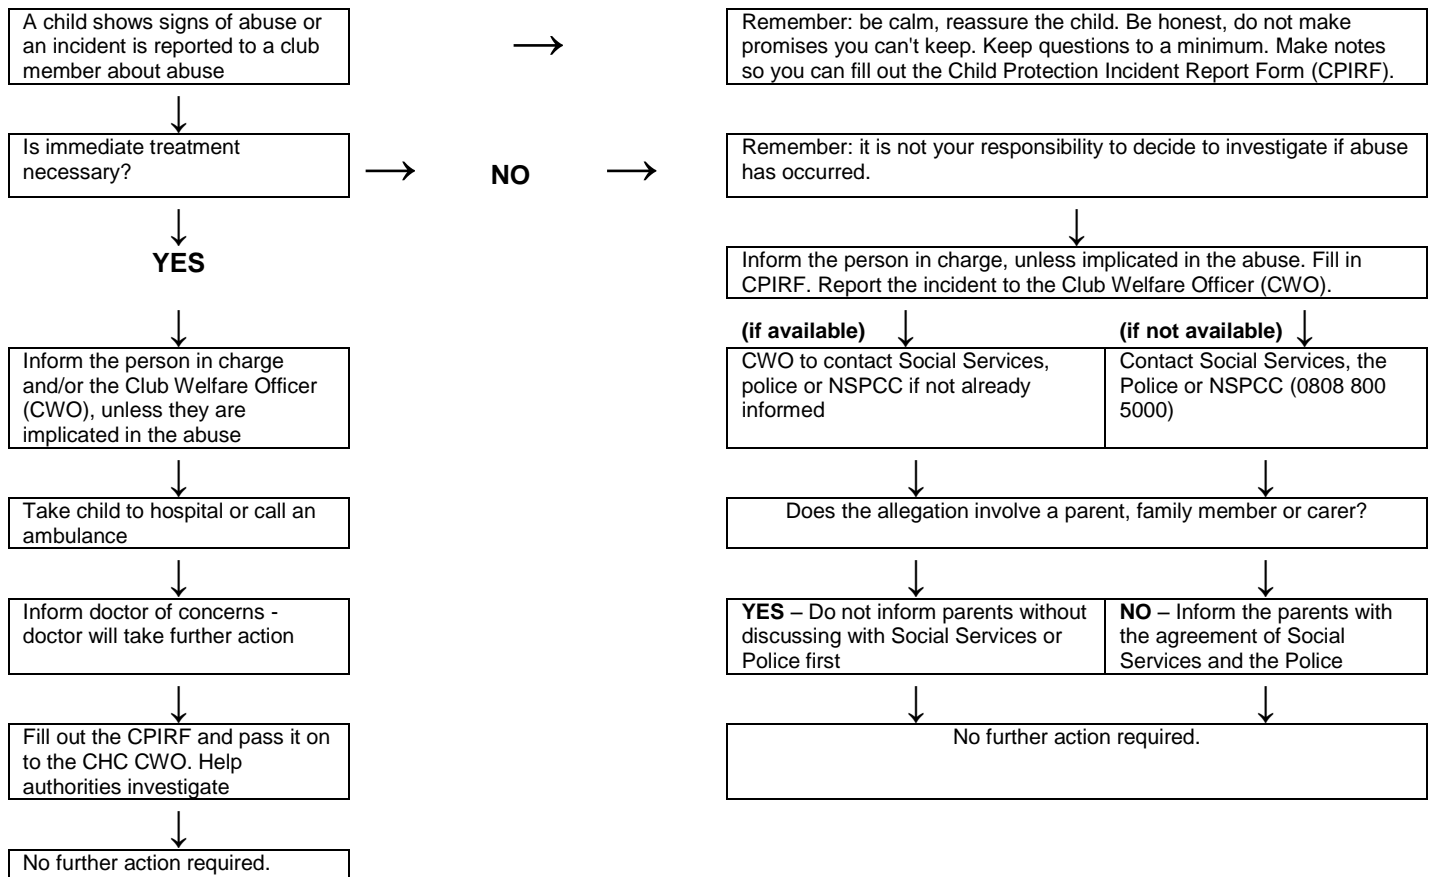 A child shows signs of abuse or
an incident is reported to a club
member about abuse
Remember: be calm, reassure the child. Be honest, do not make
promises you can't keep. Keep questions to a minimum. Make notes
so you can fill out the Child Protection Incident Report Form (CPIRF).
Is immediate treatment
necessary?
NO
Remember: it is not your responsibility to decide to investigate if abuse
has occurred.
YES
Inform the person in charge, unless implicated in the abuse. Fill in
CPIRF. Report the incident to the Club Welfare Officer (CWO).
(if available)
(if not available)
Inform the person in charge
and/or the Club Welfare Officer
(CWO), unless they are
implicated in the abuse
CWO to contact Social Services,
police or NSPCC if not already
informed
Contact Social Services, the
Police or NSPCC (0808 800
5000)
Take child to hospital or call an
ambulance
Does the allegation involve a parent, family member or carer?
Inform doctor of concerns -
doctor will take further action
YES – Do not inform parents without
discussing with Social Services or
Police first
NO – Inform the parents with
the agreement of Social
Services and the Police
Fill out the CPIRF and pass it on
to the CHC CWO. Help
authorities investigate
No further action required.
No further action required.